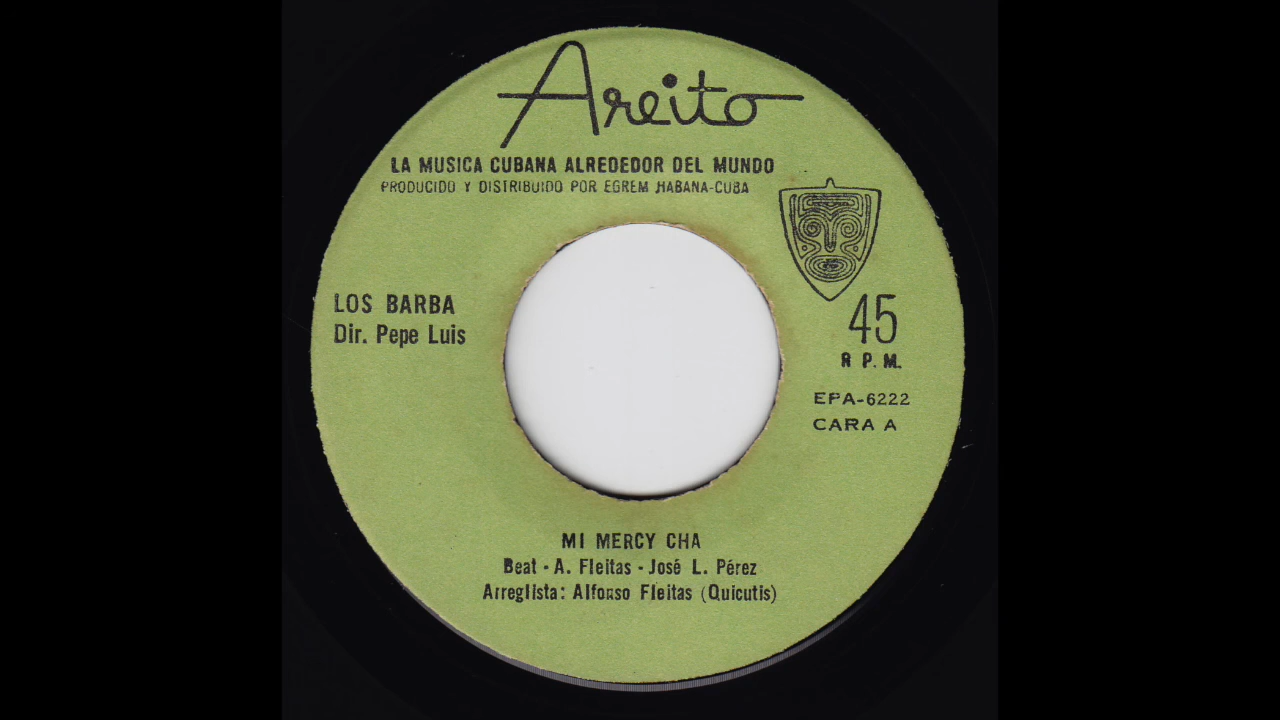 Areito
LA MUSICA CUBANA ALREDEDOR DEL MUNDO
PRODUCIDO Y DISTRIBUIDO POR EGREM HABANA-CUBA
LOS BARBA
Dir. Pepe Luis
45
R P.M.
EPA-6222
CARA A
MI MERCY CHA
Beat - A. Fleitas - José L. Pérez
Arreglista: Alfonso Fleitas (Quicutis)